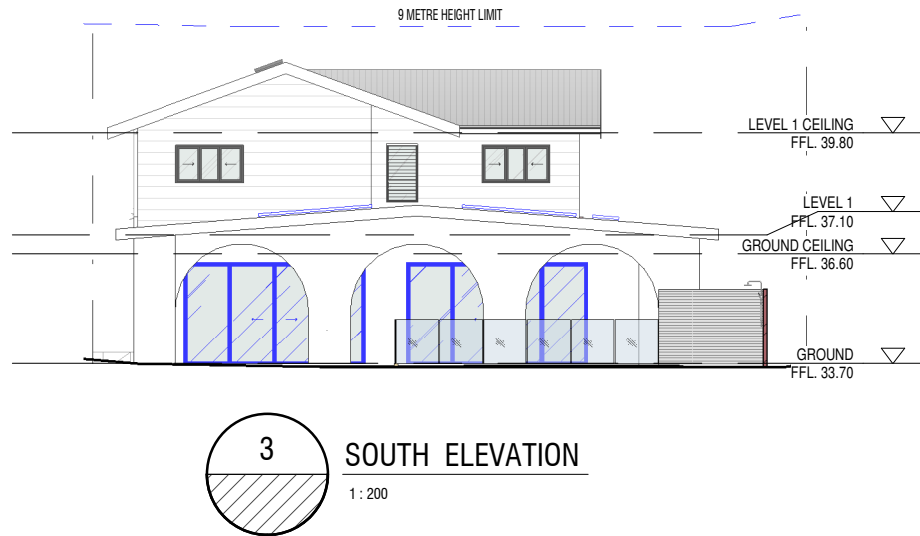 9 METRE HEIGHT LIMIT
LEVEL 1 CEILING
FFL. 39.80
LEVEL 1
FFL. 37.10
GROUND CEILING
FFL. 36.60
GROUND
FFL. 33.70
3
SOUTH ELEVATION
1 : 200